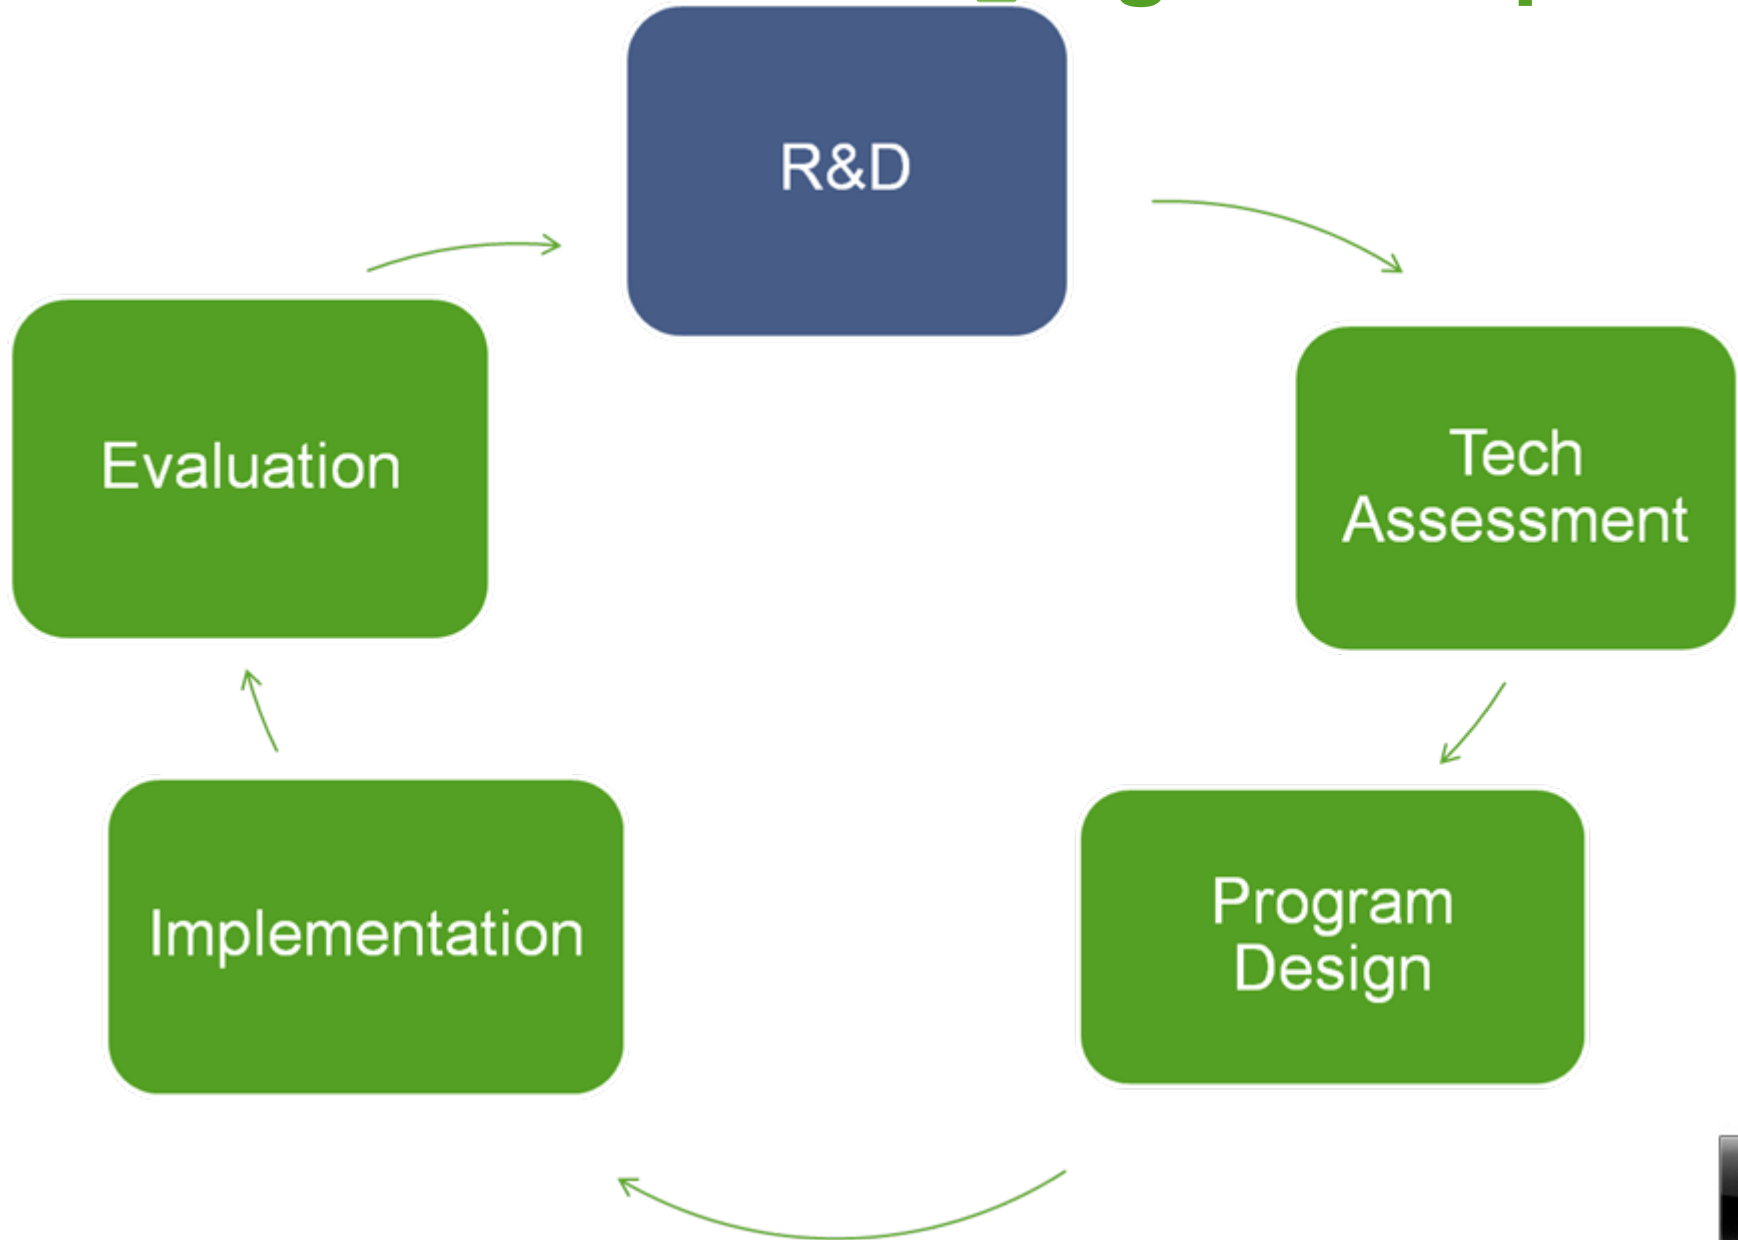 R&D
Evaluation
Tech
Assessment
Implementation
Program
Design